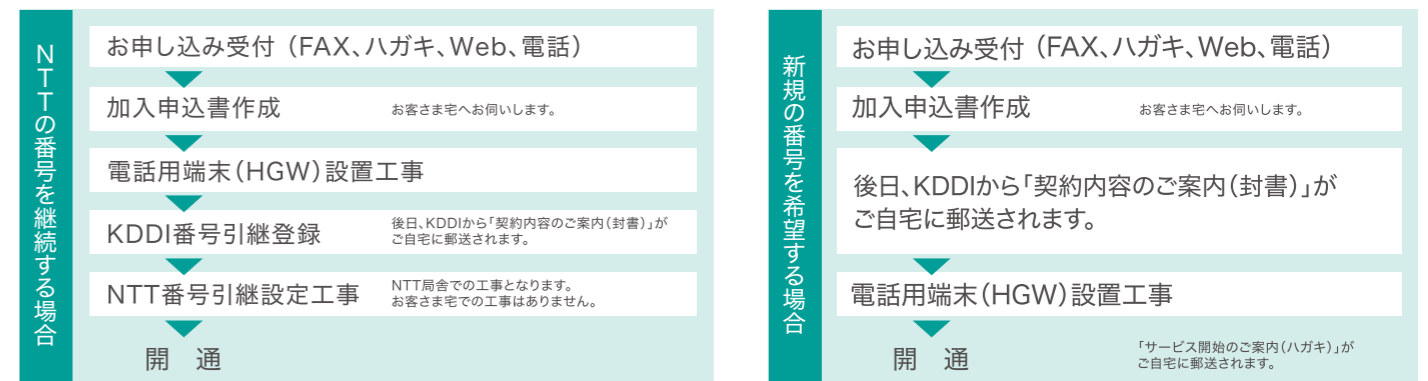 NTTの番号を継続する場合
お申し込み受付（FAX、ハガキ、Web、電話）
加入申込書作成
お客さま宅へお伺いします。
電話用端末（HGW）設置工事
KDDI番号引継登録
後日、KDDIから「契約内容のご案内（封書）」が
ご自宅に郵送されます。
NTT番号引継設定工事
NTT局舎での工事となります。
お客さま宅での工事はありません。
開　通
新規の番号を希望する場合
お申し込み受付（FAX、ハガキ、Web、電話）
加入申込書作成
お客さま宅へお伺いします。
後日、KDDIから「契約内容のご案内（封書）」が
ご自宅に郵送されます。
電話用端末（HGW）設置工事
開　通
「サービス開始のご案内（ハガキ）」が
ご自宅に郵送されます。